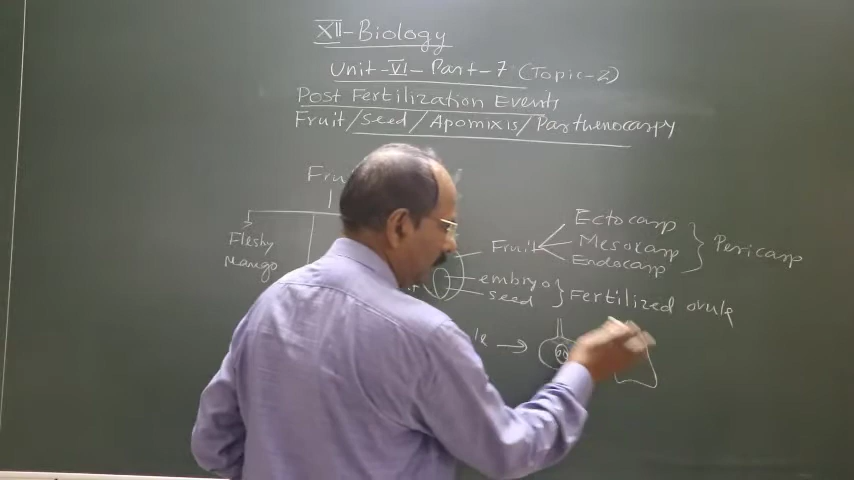 XII-Biology
Unit-VI-Part-7 (Topic-2)
Post Fertilization Events
Fruit/Seed/Apomixis/Parthenocarpy
Fru
Fleshy
Mango
Fruit
Ectocarp
Mesocarp
Endocarp
Pericarp
embryo
seed
Fertilized ovule